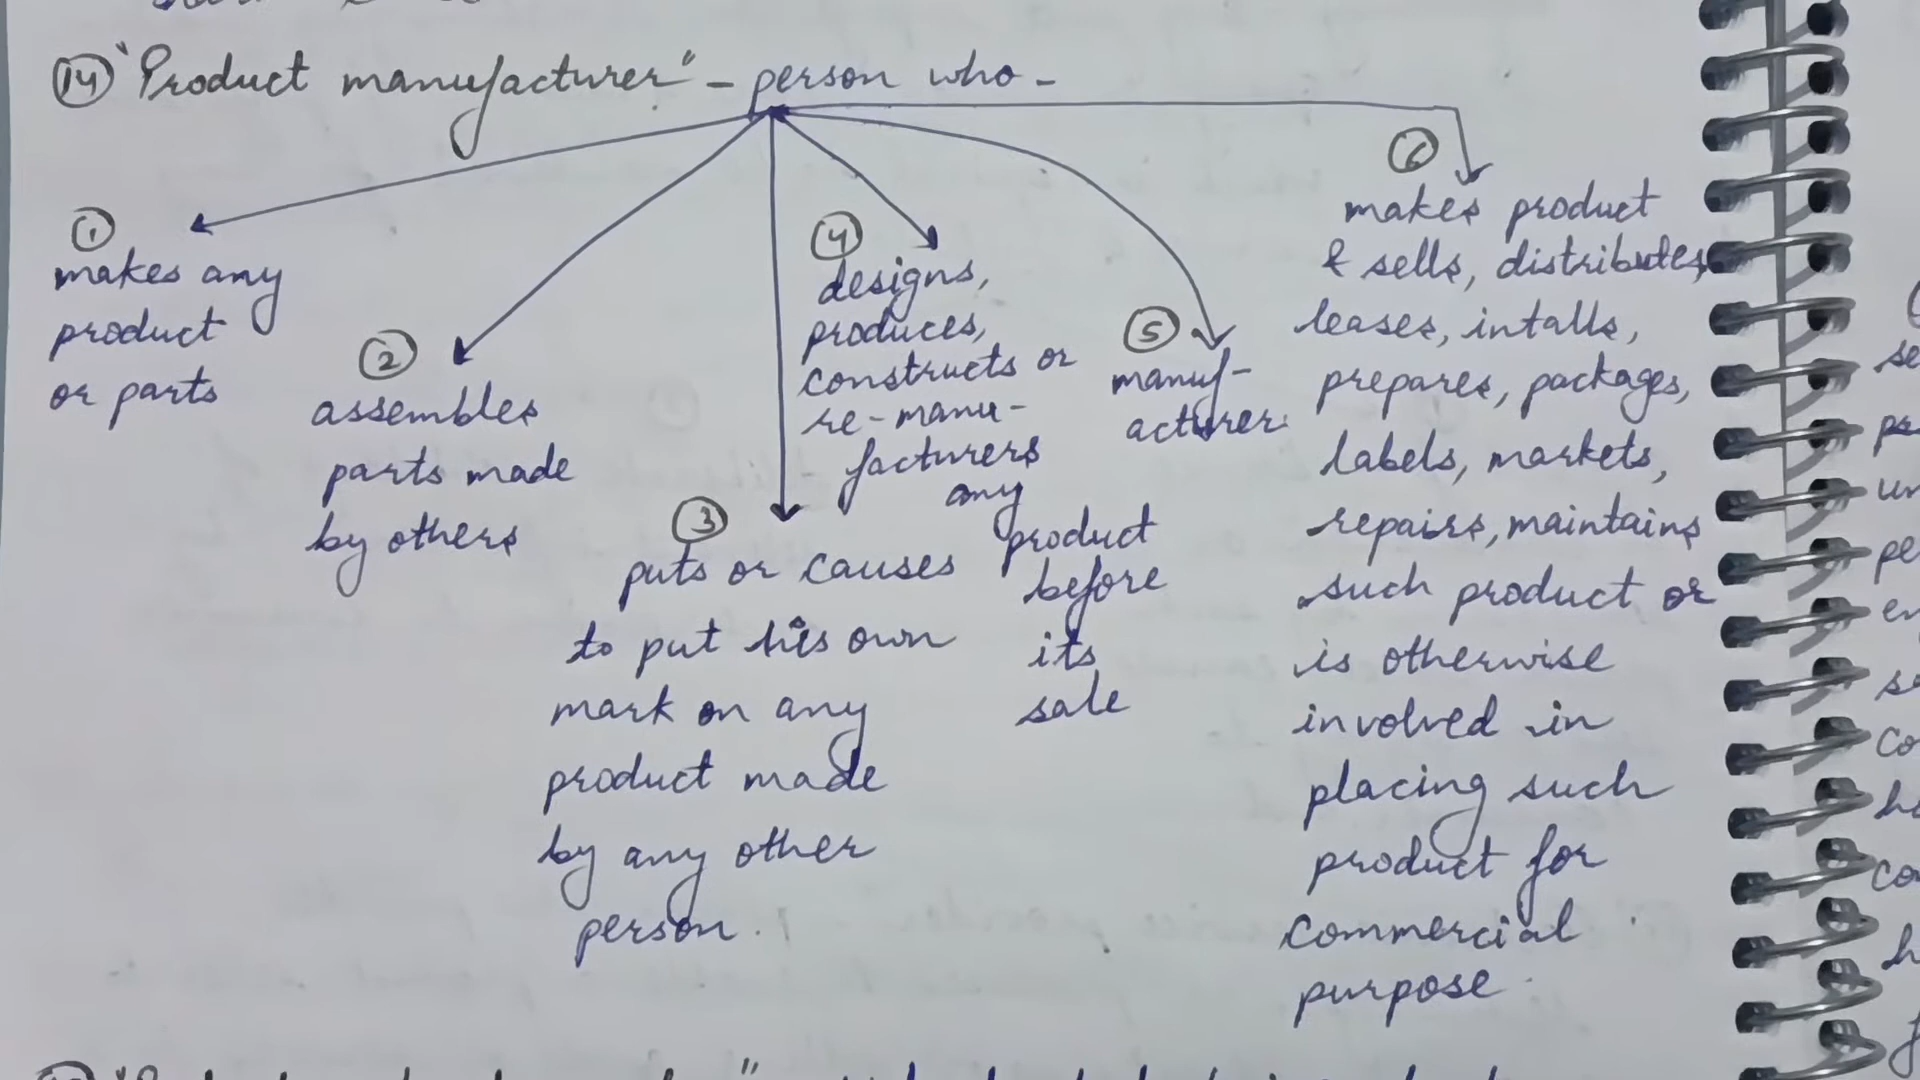 (14) "Product manufacturer" - person who -
(1)
makes any
product
or parts
(2)
assembles
parts made
by others
(3)
puts or causes
to put his own
mark on any
product made
by any other
person.
(4)
designs,
produces,
constructs or
re-manu-
facturers
any
product
before
its
sale
(5)
manuf-
acturer.
(6)
makes product
& sells, distributes,
leases, intalls,
prepares, packages,
labels, markets,
repairs, maintains
such product or
is otherwise
involved in
placing such
product for
commercial
purpose.